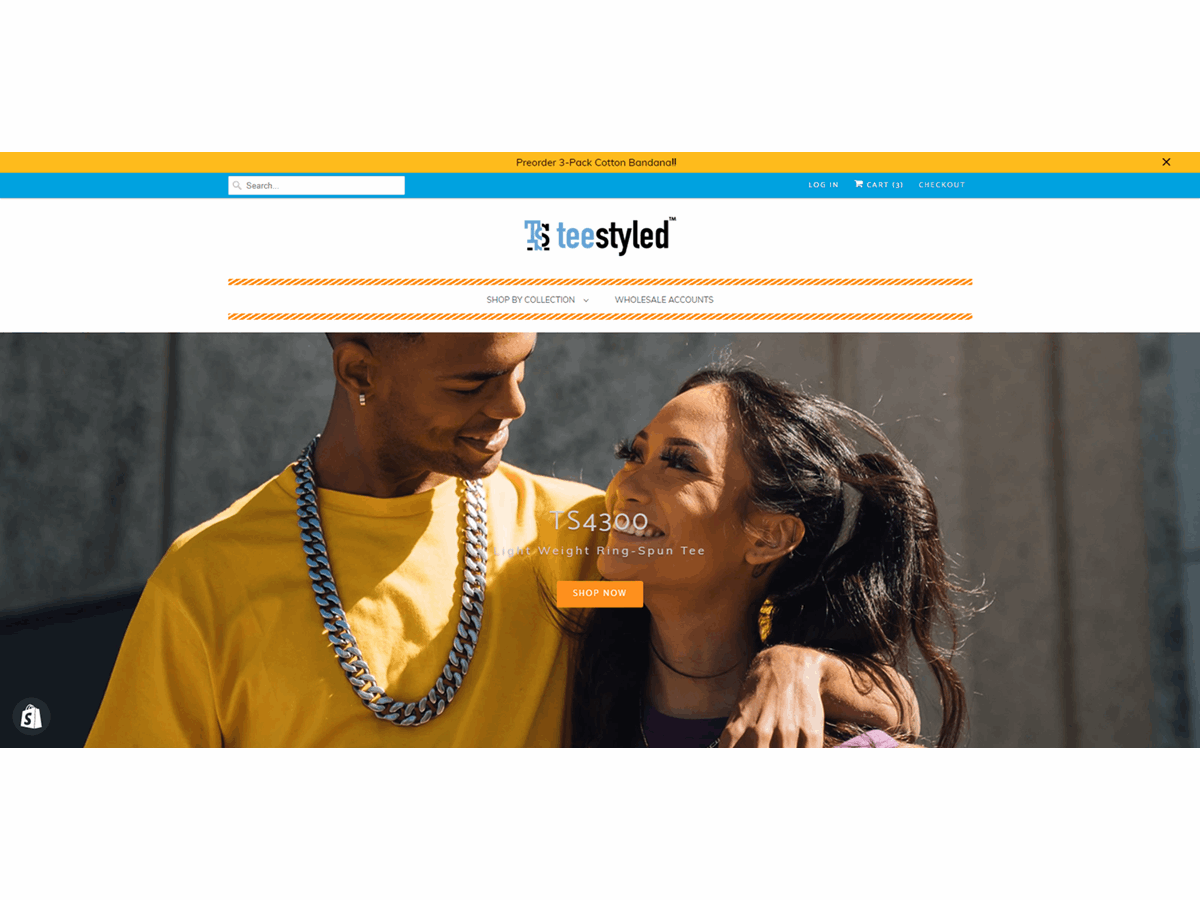 Preorder 3-Pack Cotton Bandana!!
Search...
LOG IN
CART (3)
CHECKOUT
TS teestyled™
SHOP BY COLLECTION
WHOLESALE ACCOUNTS
TS4300
Light Weight Ring-Spun Tee
SHOP NOW
S